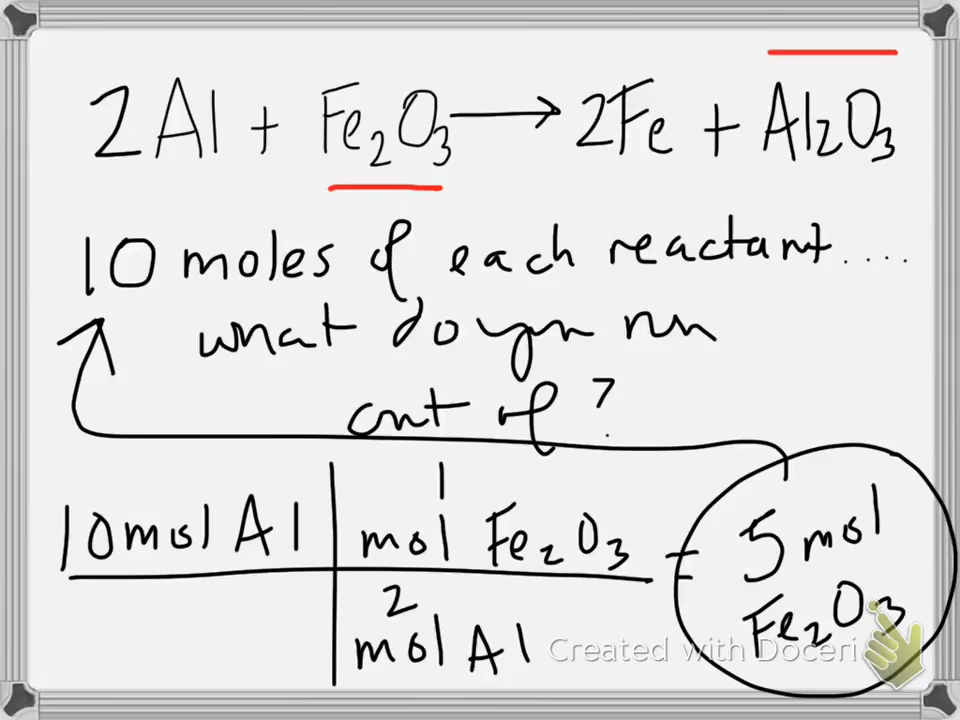 2Al + Fe₂O₃ → 2Fe + Al₂O₃
10 moles of each reactant....
what do you run
out of ?
10 mol Al | 1 mol Fe₂O₃ = 5 mol Fe₂O₃
2 mol Al
Created with Doceri